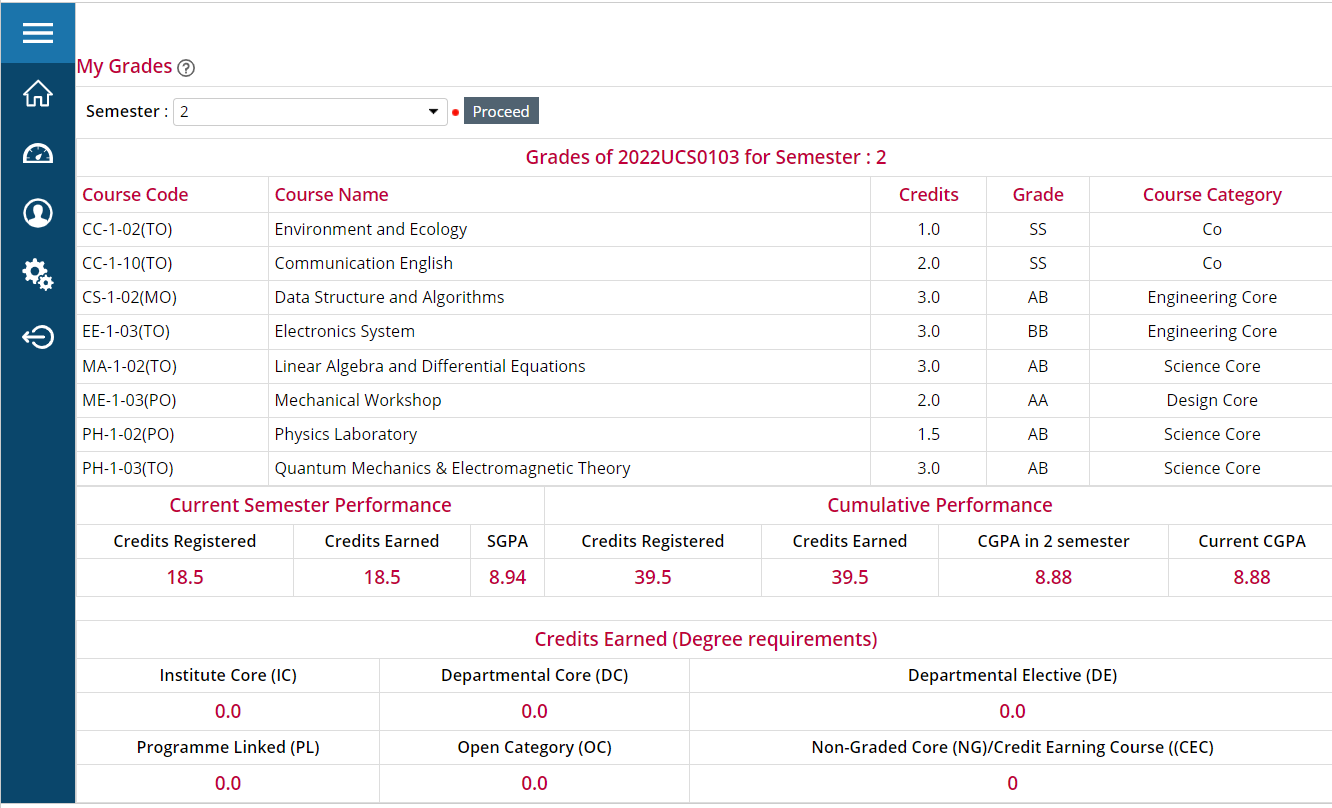 My Grades ?
Semester : 2 Proceed
Grades of 2022UCS0103 for Semester : 2
Course Code Course Name Credits Grade Course Category
CC-1-02(TO) Environment and Ecology 1.0 SS Co
CC-1-10(TO) Communication English 2.0 SS Co
CS-1-02(MO) Data Structure and Algorithms 3.0 AB Engineering Core
EE-1-03(TO) Electronics System 3.0 BB Engineering Core
MA-1-02(TO) Linear Algebra and Differential Equations 3.0 AB Science Core
ME-1-03(PO) Mechanical Workshop 2.0 AA Design Core
PH-1-02(PO) Physics Laboratory 1.5 AB Science Core
PH-1-03(TO) Quantum Mechanics & Electromagnetic Theory 3.0 AB Science Core
Current Semester Performance Cumulative Performance
Credits Registered Credits Earned SGPA Credits Registered Credits Earned CGPA in 2 semester Current CGPA
18.5 18.5 8.94 39.5 39.5 8.88 8.88
Credits Earned (Degree requirements)
Institute Core (IC) Departmental Core (DC) Departmental Elective (DE)
0.0 0.0 0.0
Programme Linked (PL) Open Category (OC) Non-Graded Core (NG)/Credit Earning Course ((CEC)
0.0 0.0 0